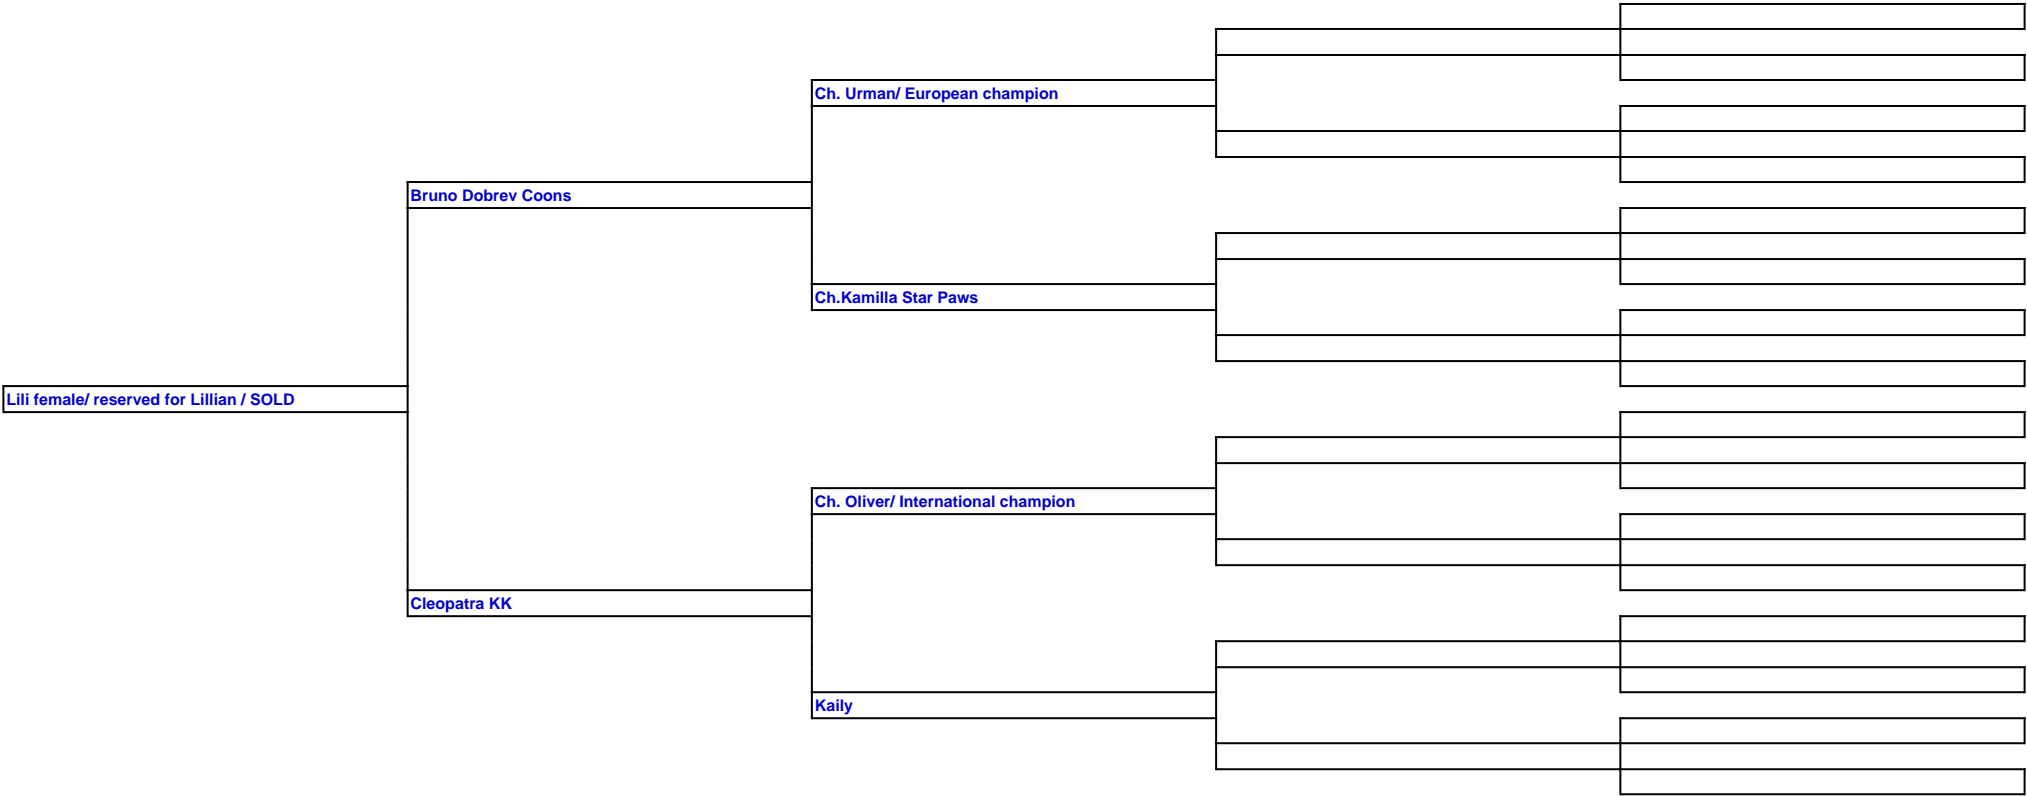 Ch. Urman/ European champion
Bruno Dobrev Coons
Ch.Kamilla Star Paws
Lili female/ reserved for Lillian / SOLD
Ch. Oliver/ International champion
Cleopatra KK
Kaily